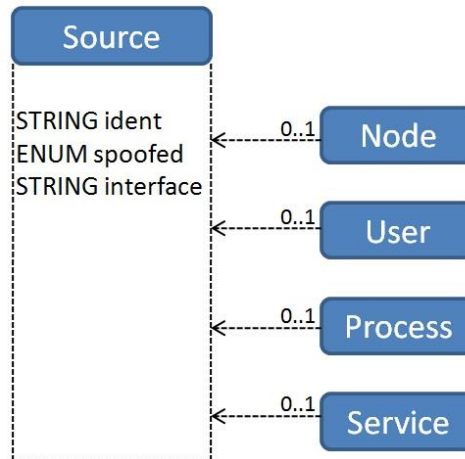 Source
STRING ident
ENUM spoofed
STRING interface
0..1
Node
0..1
User
0..1
Process
0..1
Service